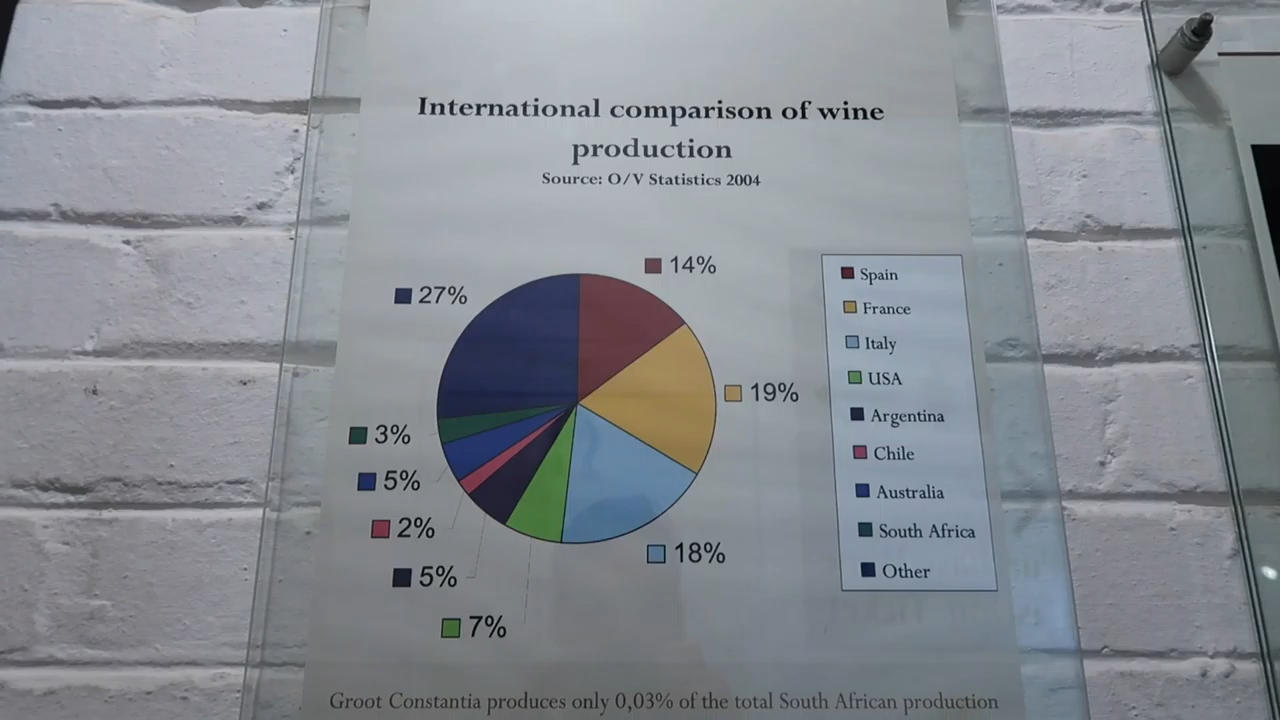 International comparison of wine
production
Source: O/V Statistics 2004
14%
27%
19%
3%
5%
2%
5%
7%
18%
Spain
France
Italy
USA
Argentina
Chile
Australia
South Africa
Other
Groot Constantia produces only 0,03% of the total South African production